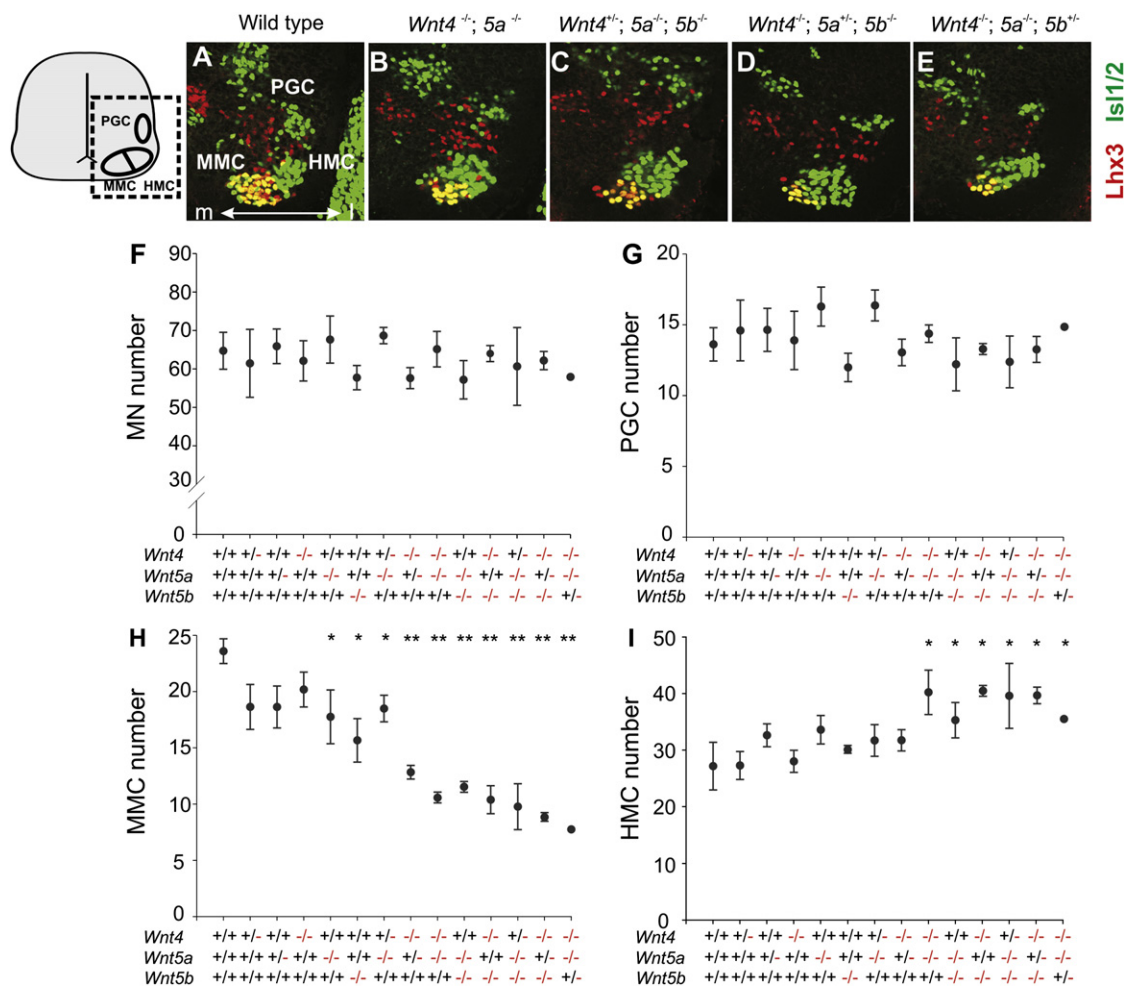 Wild type
Wnt4 -/-; 5a -/-
Wnt4+/-; 5a-/-; 5b-/-
Wnt4-/-; 5a+/-; 5b-/-
Wnt4-/-; 5a-/-; 5b+/-
PGC
MMC HMC
A
PGC
MMC
HMC
m
l
B
C
D
E
Lhx3 Isl1/2
F
MN number
90
80
70
60
50
40
30
0
Wnt4 +/+ +/- +/+ -/- +/+ +/+ +/- -/- -/- +/+ -/- +/- -/- -/-
Wnt5a +/+ +/+ +/- +/+ -/- +/+ -/- +/- -/- -/- +/+ -/- +/- -/-
Wnt5b +/+ +/+ +/+ +/+ +/+ -/- +/+ +/+ +/+ -/- -/- -/- -/- +/-
G
PGC number
20
15
10
5
0
Wnt4 +/+ +/- +/+ -/- +/+ +/+ +/- -/- -/- +/+ -/- +/- -/- -/-
Wnt5a +/+ +/+ +/- +/+ -/- +/+ -/- +/- -/- -/- +/+ -/- +/- -/-
Wnt5b +/+ +/+ +/+ +/+ +/+ -/- +/+ +/+ +/+ -/- -/- -/- -/- +/-
H
* * * ** ** ** ** ** ** **
MMC number
25
20
15
10
5
0
Wnt4 +/+ +/- +/+ -/- +/+ +/+ +/- -/- -/- +/+ -/- +/- -/- -/-
Wnt5a +/+ +/+ +/- +/+ -/- +/+ -/- +/- -/- -/- +/+ -/- +/- -/-
Wnt5b +/+ +/+ +/+ +/+ +/+ -/- +/+ +/+ +/+ -/- -/- -/- -/- +/-
I
* * * * * *
HMC number
50
40
30
20
10
0
Wnt4 +/+ +/- +/+ -/- +/+ +/+ +/- -/- -/- +/+ -/- +/- -/- -/-
Wnt5a +/+ +/+ +/- +/+ -/- +/+ -/- +/- -/- -/- +/+ -/- +/- -/-
Wnt5b +/+ +/+ +/+ +/+ +/+ -/- +/+ +/+ +/+ -/- -/- -/- -/- +/-